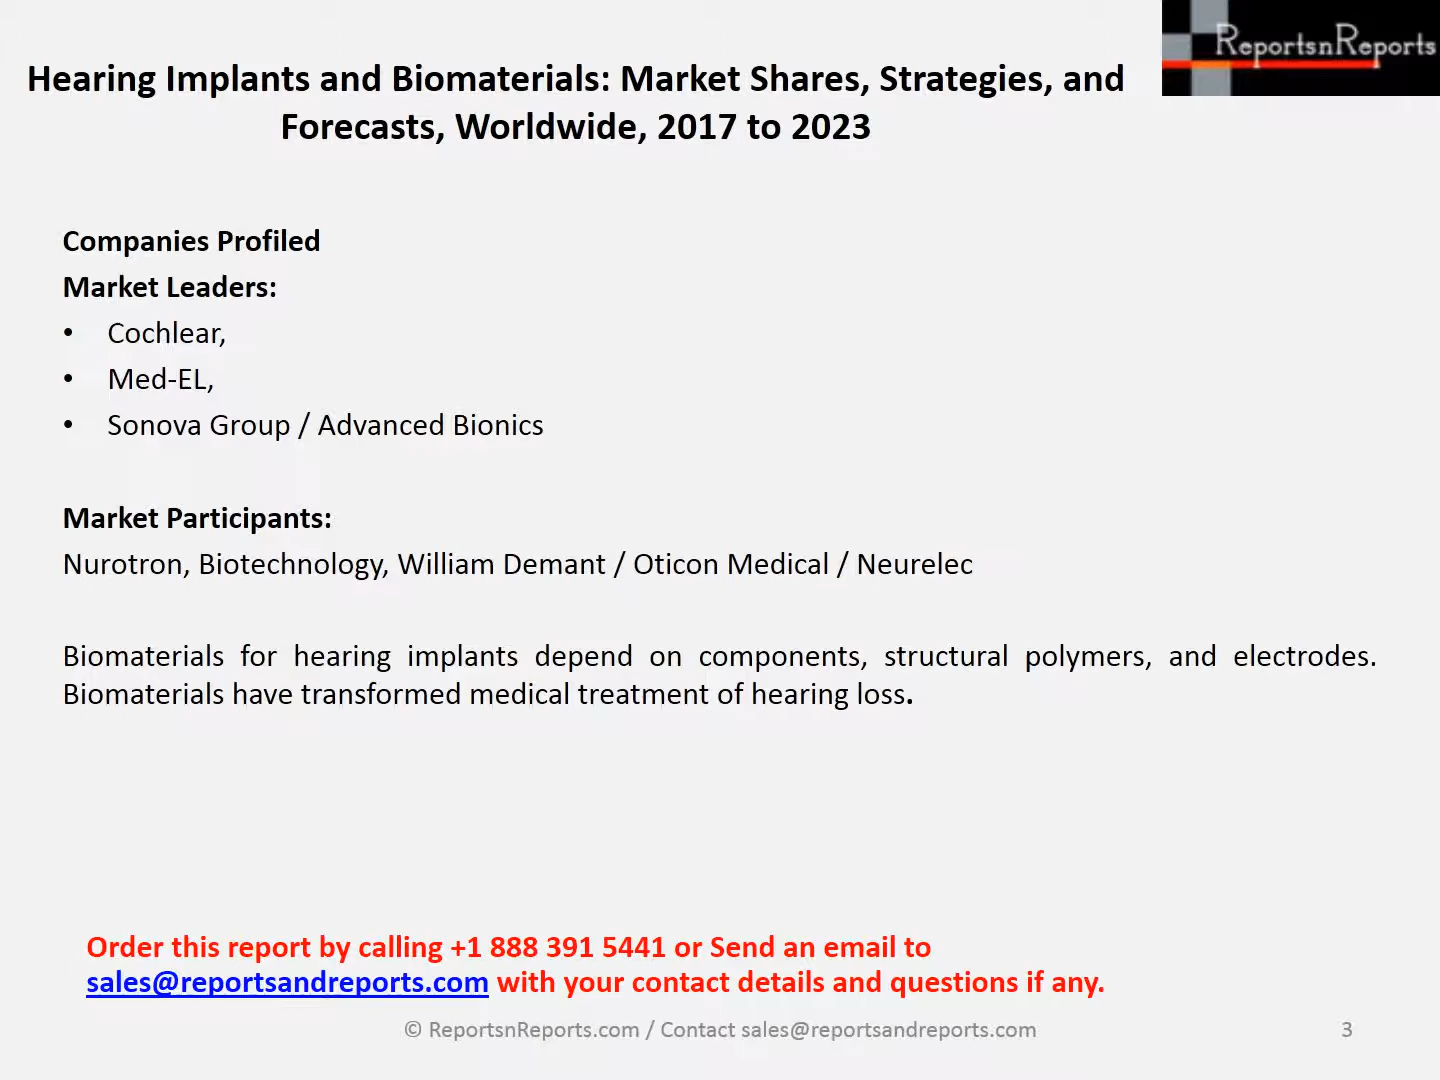 ReportsnReports
Hearing Implants and Biomaterials: Market Shares, Strategies, and
Forecasts, Worldwide, 2017 to 2023
Companies Profiled
Market Leaders:
• Cochlear,
• Med-EL,
• Sonova Group / Advanced Bionics
Market Participants:
Nurotron, Biotechnology, William Demant / Oticon Medical / Neurelec
Biomaterials for hearing implants depend on components, structural polymers, and electrodes.
Biomaterials have transformed medical treatment of hearing loss.
Order this report by calling +1 888 391 5441 or Send an email to
sales@reportsandreports.com with your contact details and questions if any.
© ReportsnReports.com / Contact sales@reportsandreports.com
3